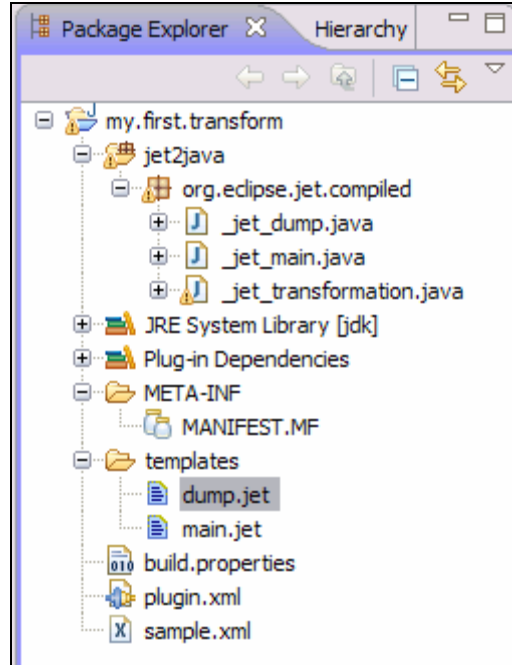 Package Explorer Hierarchy
my.first.transform
jet2java
org.eclipse.jet.compiled
_jet_dump.java
_jet_main.java
_jet_transformation.java
JRE System Library [jdk]
Plug-in Dependencies
META-INF
MANIFEST.MF
templates
dump.jet
main.jet
build.properties
plugin.xml
sample.xml